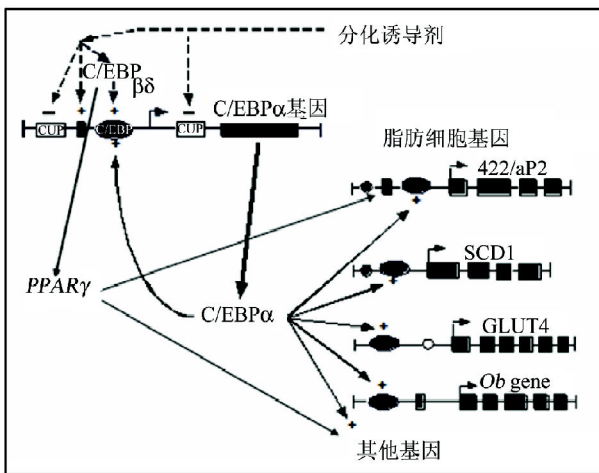 分化诱导剂
C/EBP βδ
− + + −
C/EBPα基因
CUP C/EBP CUP
+
脂肪细胞基因
422/aP2
+
SCD1
+
PPARγ
C/EBPα
GLUT4
+
Ob gene
+
+
其他基因